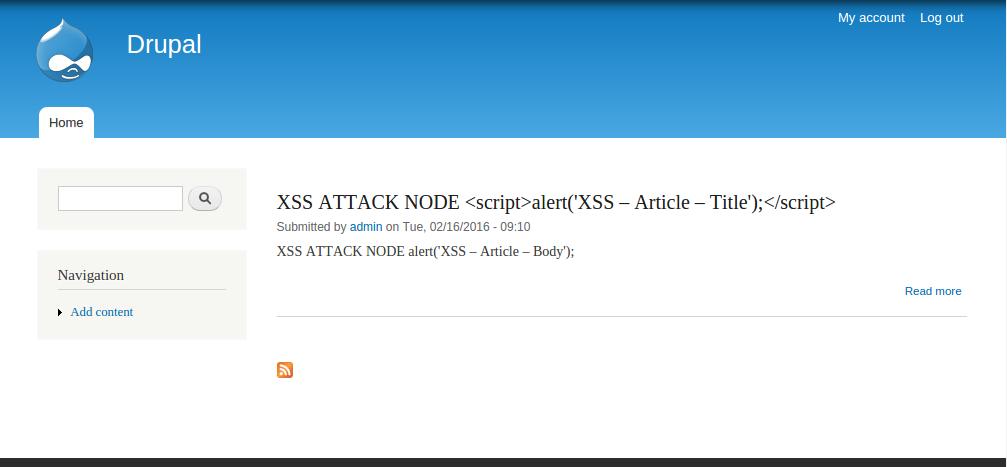 My account Log out
Drupal
Home
XSS ATTACK NODE <script>alert('XSS – Article – Title');</script>
Submitted by admin on Tue, 02/16/2016 - 09:10
XSS ATTACK NODE alert('XSS – Article – Body');
Read more
Navigation
Add content